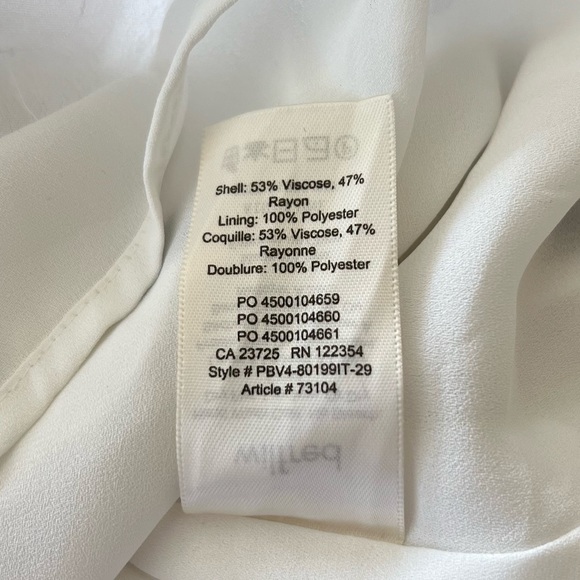 Shell: 53% Viscose, 47%
Rayon
Lining: 100% Polyester
Coquille: 53% Viscose, 47%
Rayonne
Doublure: 100% Polyester
PO 4500104659
PO 4500104660
PO 4500104661
CA 23725 RN 122354
Style # PBV4-80199IT-29
Article # 73104
wilfred